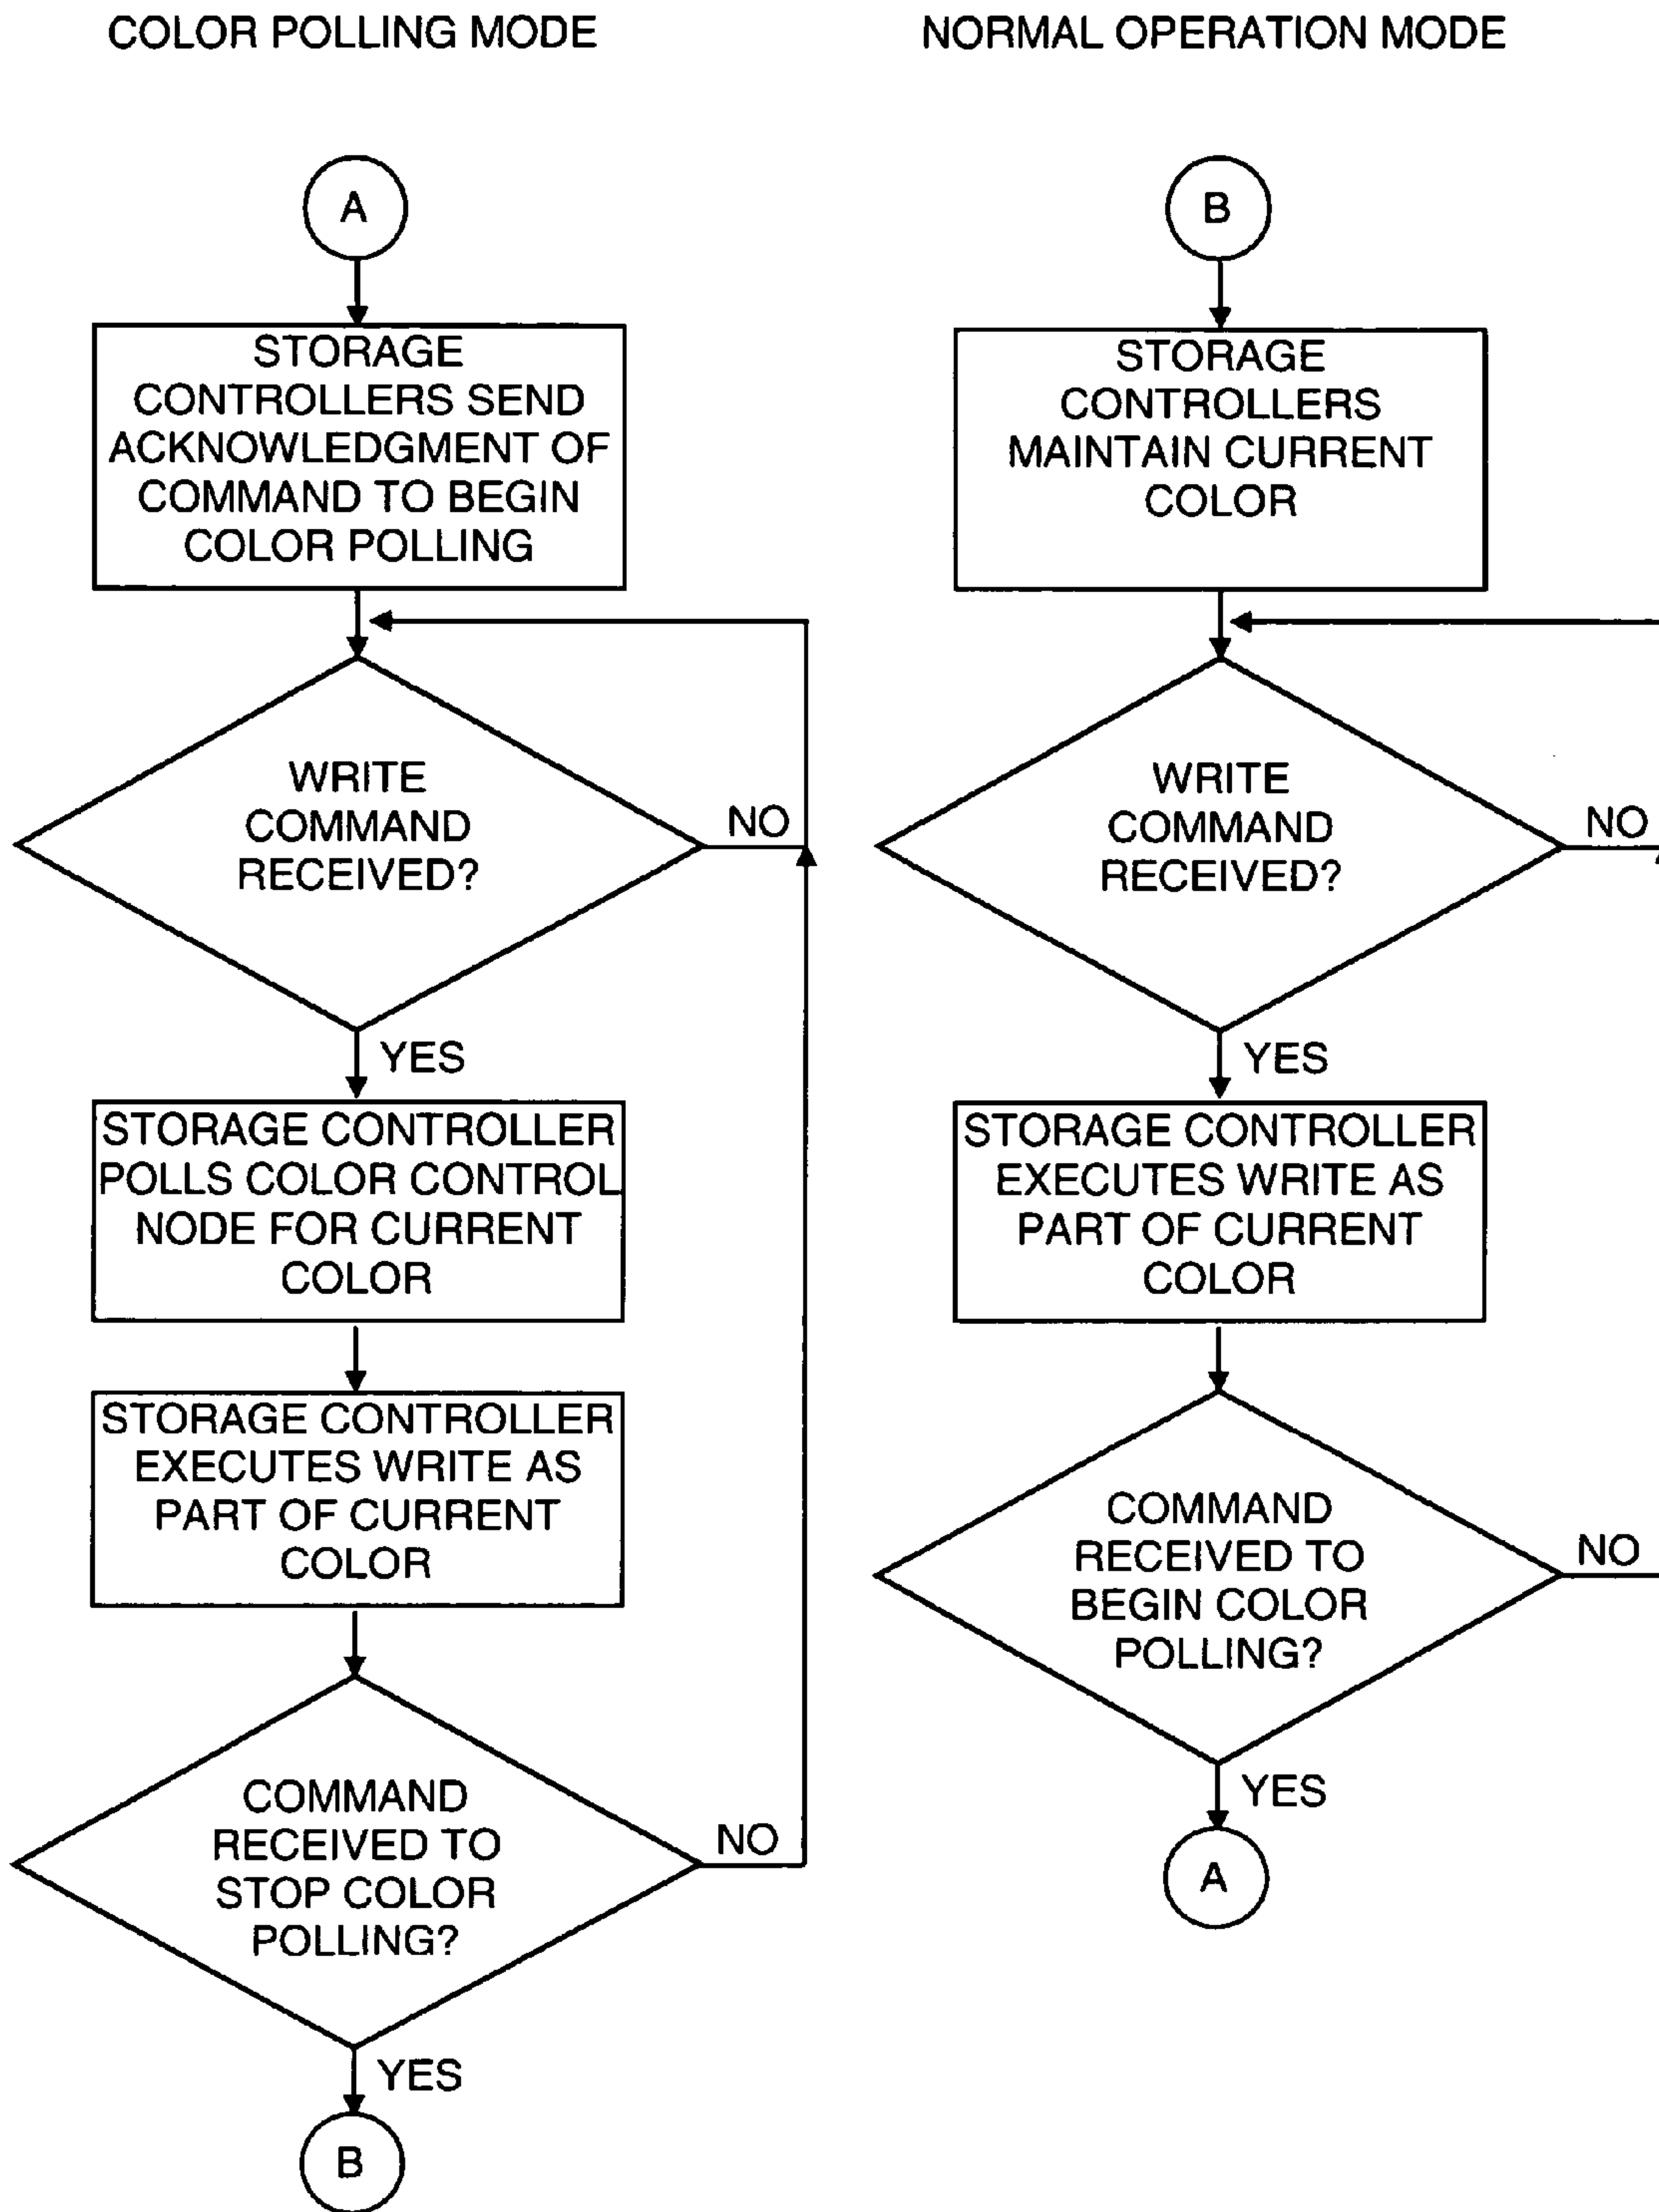 COLOR POLLING MODE
A
STORAGE
CONTROLLERS SEND
ACKNOWLEDGMENT OF
COMMAND TO BEGIN
COLOR POLLING
WRITE
COMMAND
RECEIVED?
NO
YES
STORAGE CONTROLLER
POLLS COLOR CONTROL
NODE FOR CURRENT
COLOR
STORAGE CONTROLLER
EXECUTES WRITE AS
PART OF CURRENT
COLOR
COMMAND
RECEIVED TO
STOP COLOR
POLLING?
NO
YES
B
NORMAL OPERATION MODE
B
STORAGE
CONTROLLERS
MAINTAIN CURRENT
COLOR
WRITE
COMMAND
RECEIVED?
NO
YES
STORAGE CONTROLLER
EXECUTES WRITE AS
PART OF CURRENT
COLOR
COMMAND
RECEIVED TO
BEGIN COLOR
POLLING?
NO
YES
A